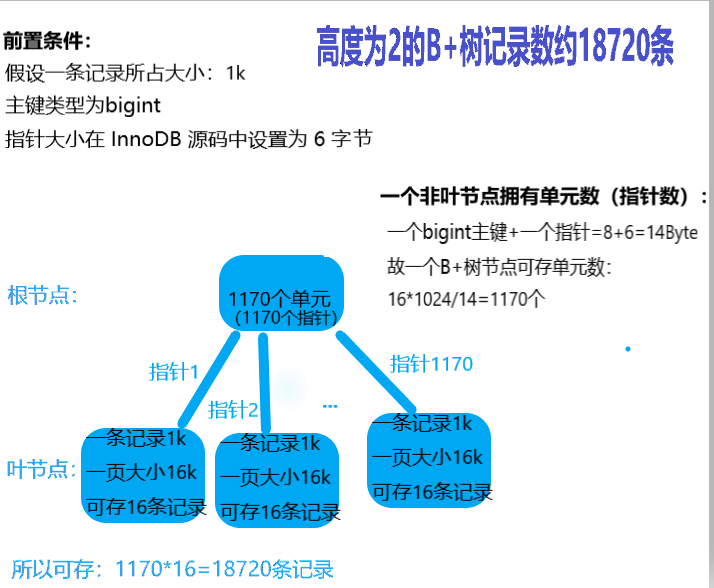 前置条件：
高度为2的B+树记录数约18720条
假设一条记录所占大小：1k
主键类型为bigint
指针大小在 InnoDB 源码中设置为 6 字节
一个非叶节点拥有单元数（指针数）：
一个bigint主键+一个指针=8+6=14Byte
故一个B+树节点可存单元数：
16*1024/14=1170个
根节点：
1170个单元
（1170个指针）
指针1
指针2
...
指针1170
叶节点：
一条记录1k
一页大小16k
可存16条记录
一条记录1k
一页大小16k
可存16条记录
一条记录1k
一页大小16k
可存16条记录
所以可存：1170*16=18720条记录